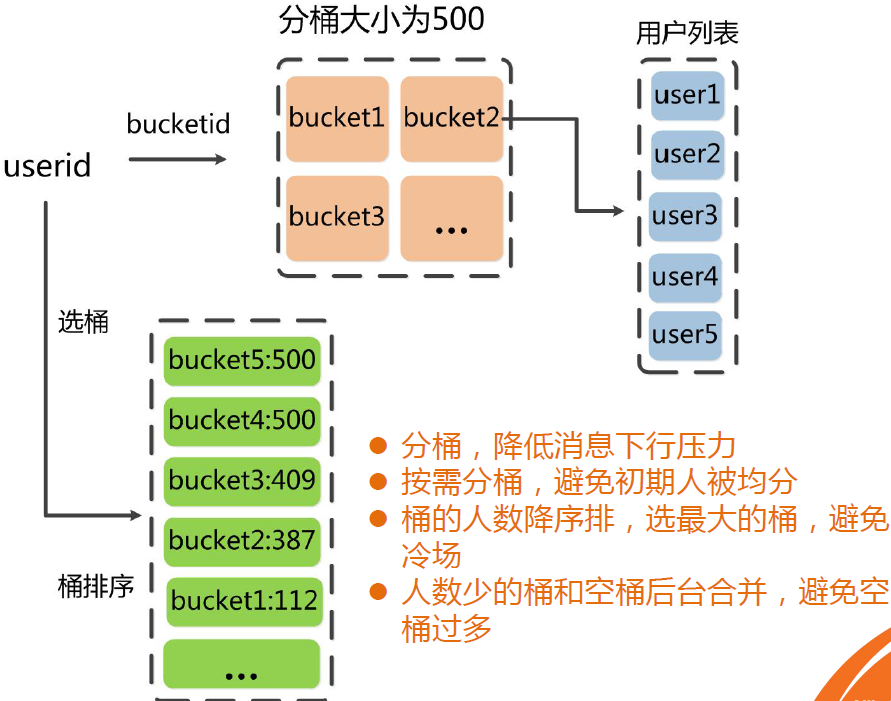 分桶大小为500
用户列表
bucketid
userid
bucket1
bucket2
bucket3
...
user1
user2
user3
user4
user5
选桶
桶排序
bucket5:500
bucket4:500
bucket3:409
bucket2:387
bucket1:112
...
● 分桶，降低消息下行压力
● 按需分桶，避免初期人被均分
● 桶的人数降序排，选最大的桶，避免
冷场
● 人数少的桶和空桶后台合并，避免空
桶过多